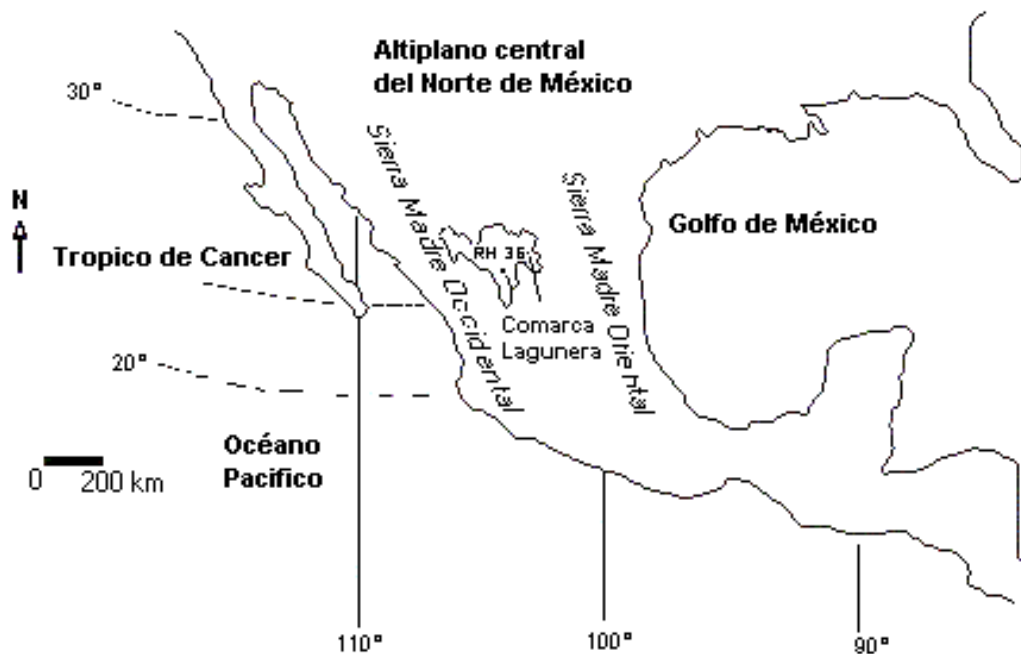 Altiplano central
del Norte de México
30°
Sierra Madre Occidental
Sierra Madre Oriental
N
Golfo de México
RH 36
Tropico de Cancer
Comarca
Lagunera
20°
Océano
Pacifico
0 200 km
110°
100°
90°